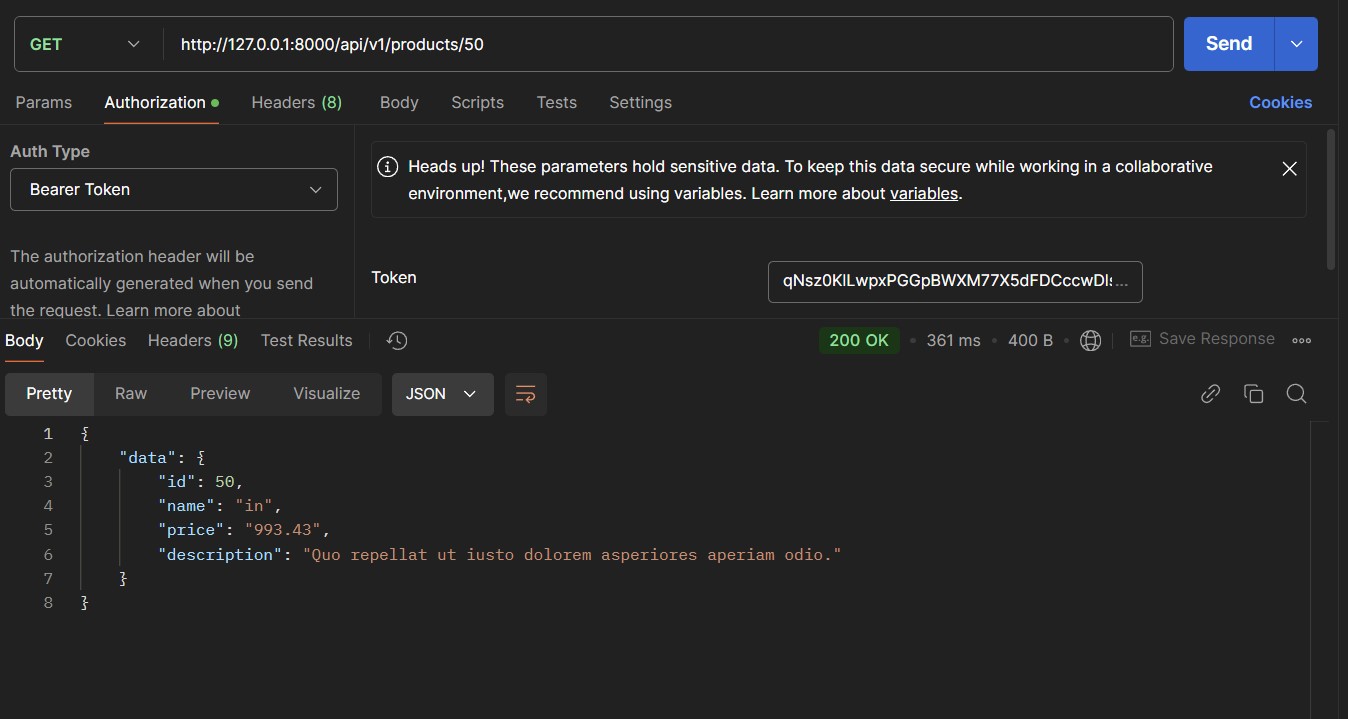 GET http://127.0.0.1:8000/api/v1/products/50 Send
Params Authorization Headers (8) Body Scripts Tests Settings Cookies
Auth Type
Bearer Token
The authorization header will be
automatically generated when you send
the request. Learn more about
Heads up! These parameters hold sensitive data. To keep this data secure while working in a collaborative
environment,we recommend using variables. Learn more about variables.
Token
Body Cookies Headers (9) Test Results 200 OK • 361 ms • 400 B • e.g. Save Response
Pretty Raw Preview Visualize JSON
1 {
2 "data": {
3 "id": 50,
4 "name": "in",
5 "price": "993.43",
6 "description": "Quo repellat ut iusto dolorem asperiores aperiam odio."
7 }
8 }